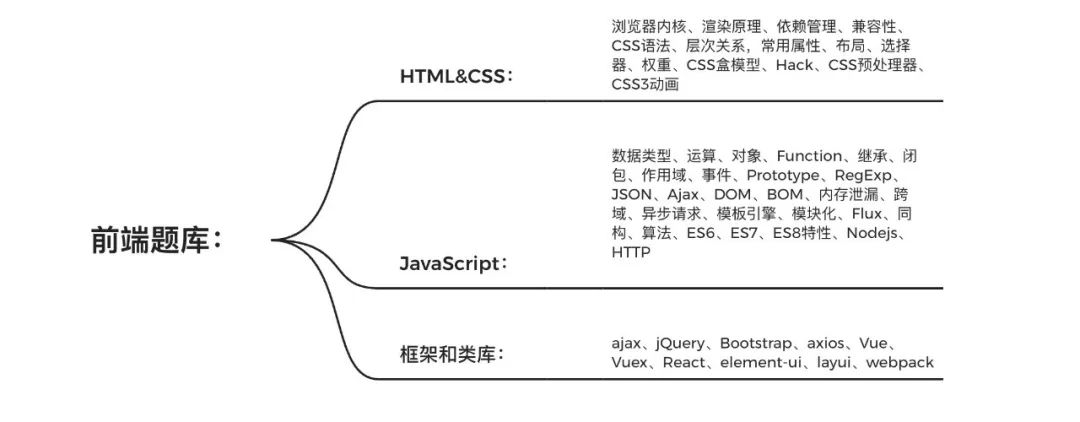 前端题库：
HTML&CSS：
浏览器内核、渲染原理、依赖管理、兼容性、
CSS语法、层次关系，常用属性、布局、选择
器、权重、CSS盒模型、Hack、CSS预处理器、
CSS3动画
JavaScript：
数据类型、运算、对象、Function、继承、闭
包、作用域、事件、Prototype、RegExp、
JSON、Ajax、DOM、BOM、内存泄漏、跨
域、异步请求、模板引擎、模块化、Flux、同
构、算法、ES6、ES7、ES8特性、Nodejs、
HTTP
框架和类库：
ajax、jQuery、Bootstrap、axios、Vue、
Vuex、React、element-ui、layui、webpack